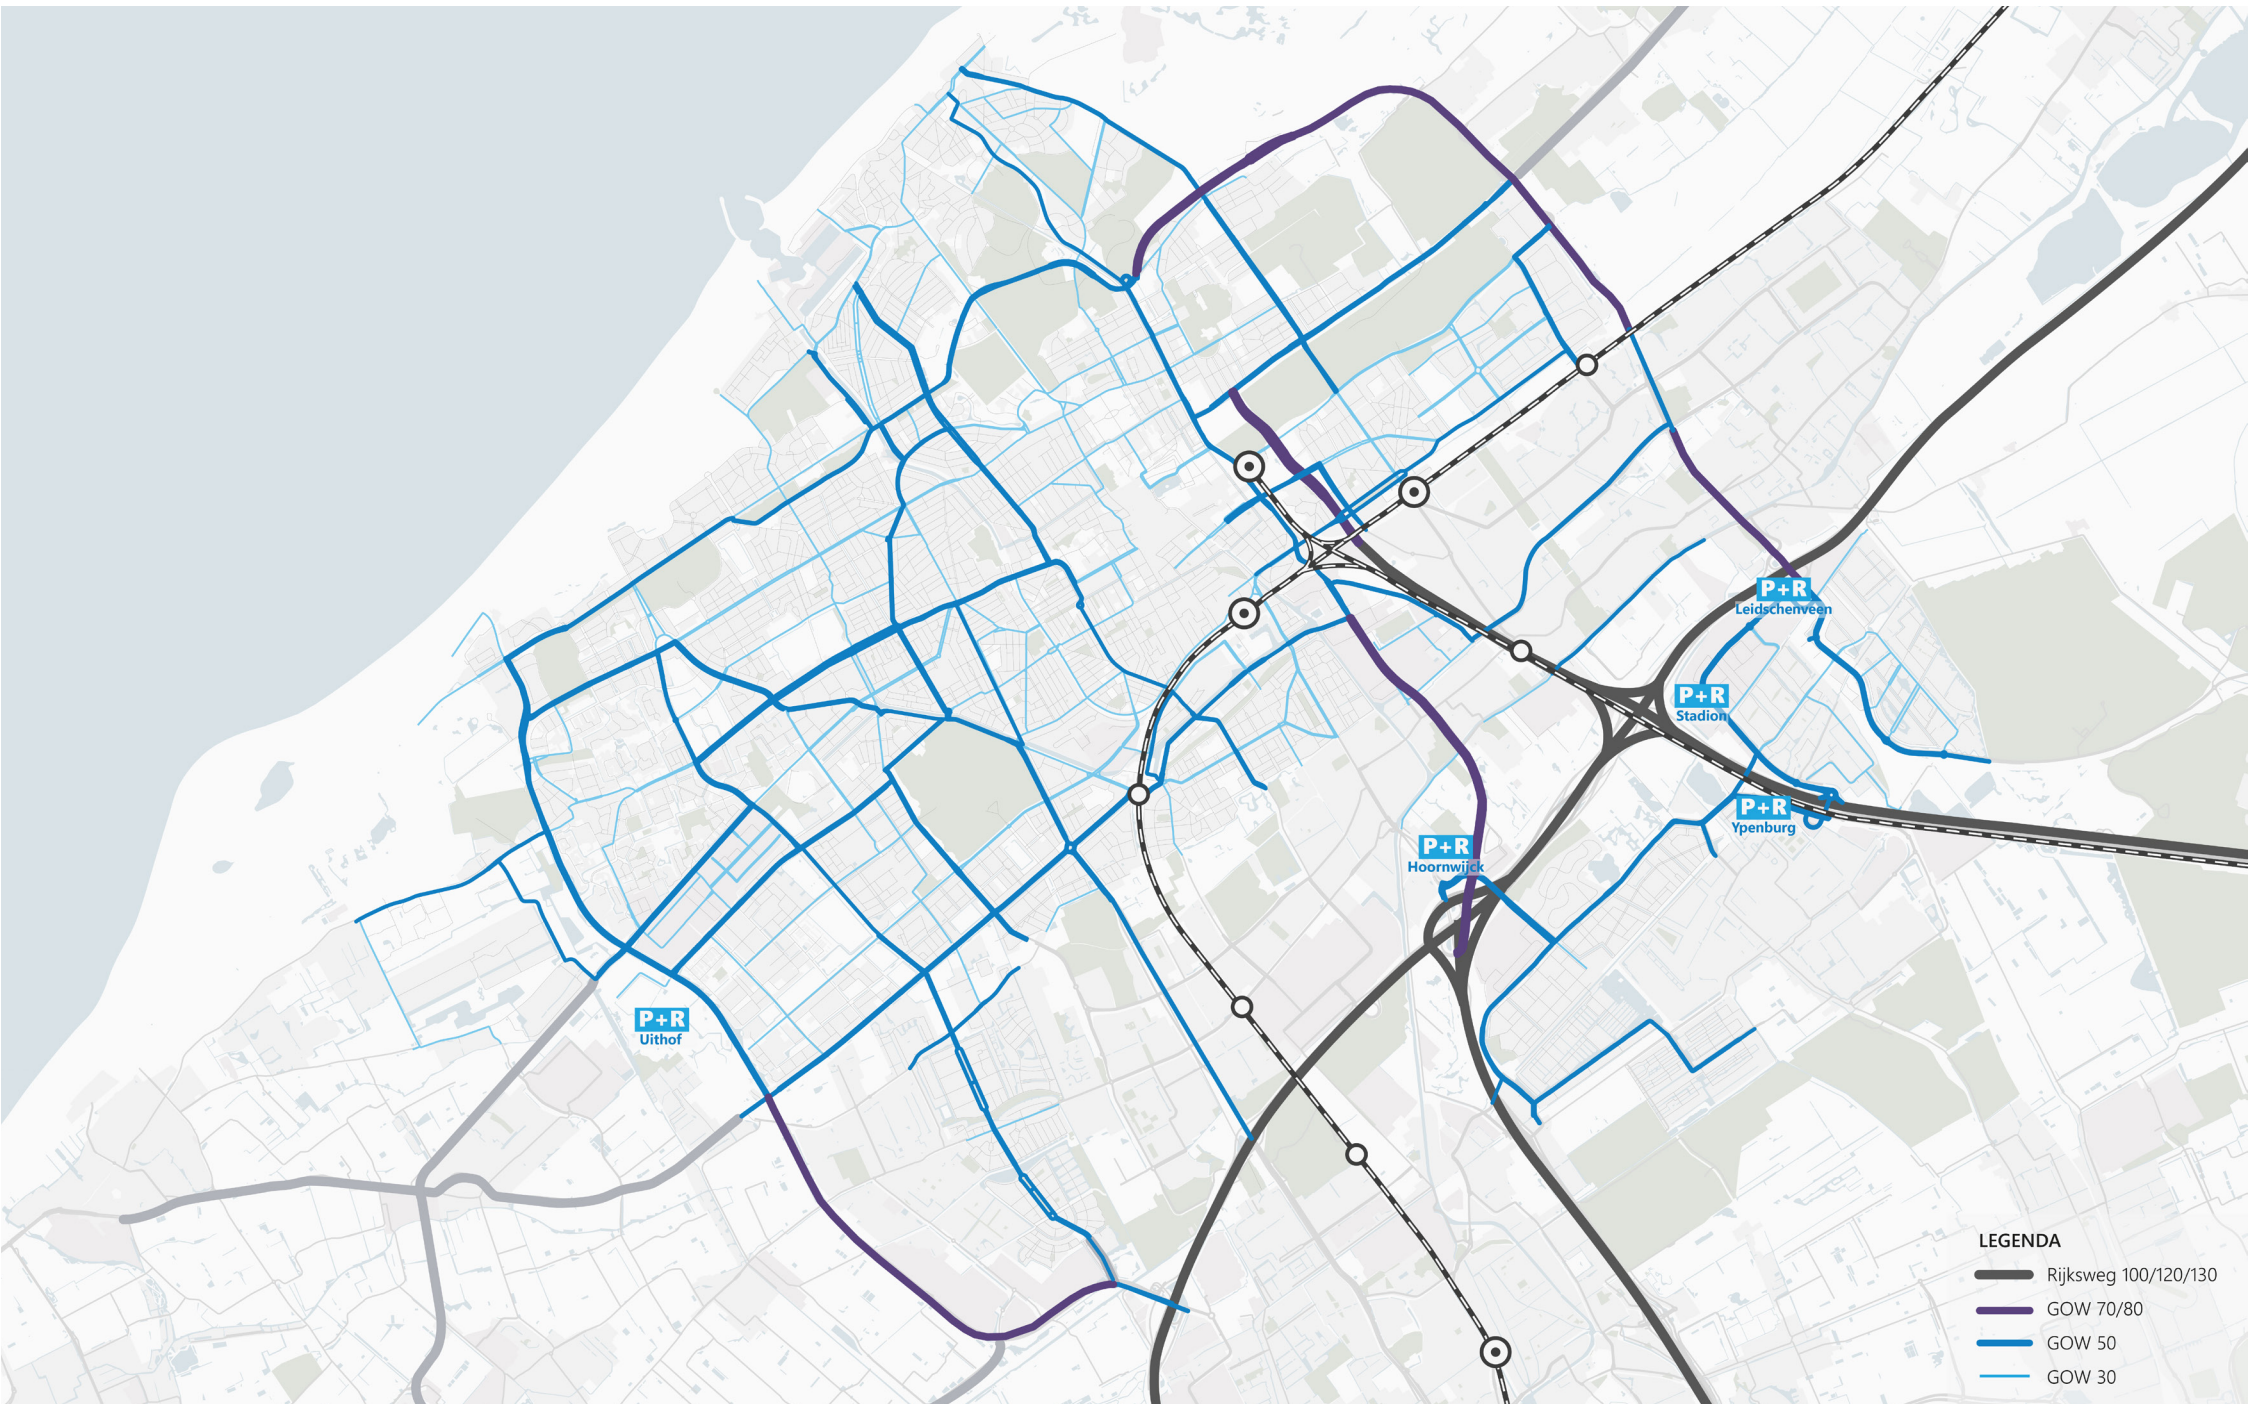 P+R
Leidschenveen
P+R
Stadion
P+R
Ypenburg
P+R
Hoornwijck
P+R
Uithof
LEGENDA
Rijksweg 100/120/130
GOW 70/80
GOW 50
GOW 30